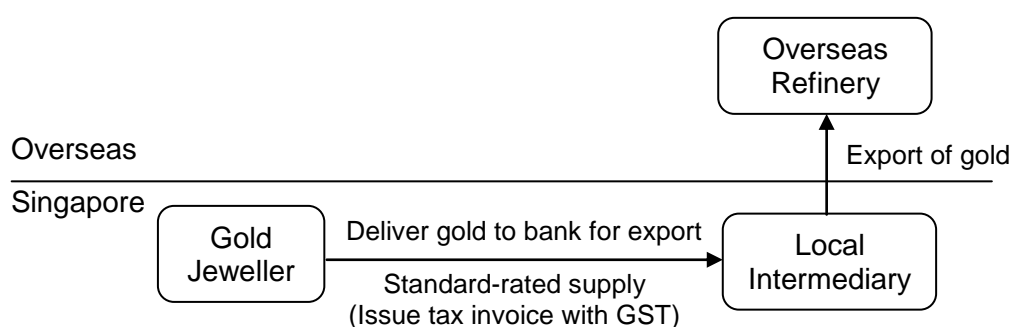 Overseas
Refinery
Overseas
Export of gold
Singapore
Gold
Jeweller
Deliver gold to bank for export
Standard-rated supply
(Issue tax invoice with GST)
Local
Intermediary